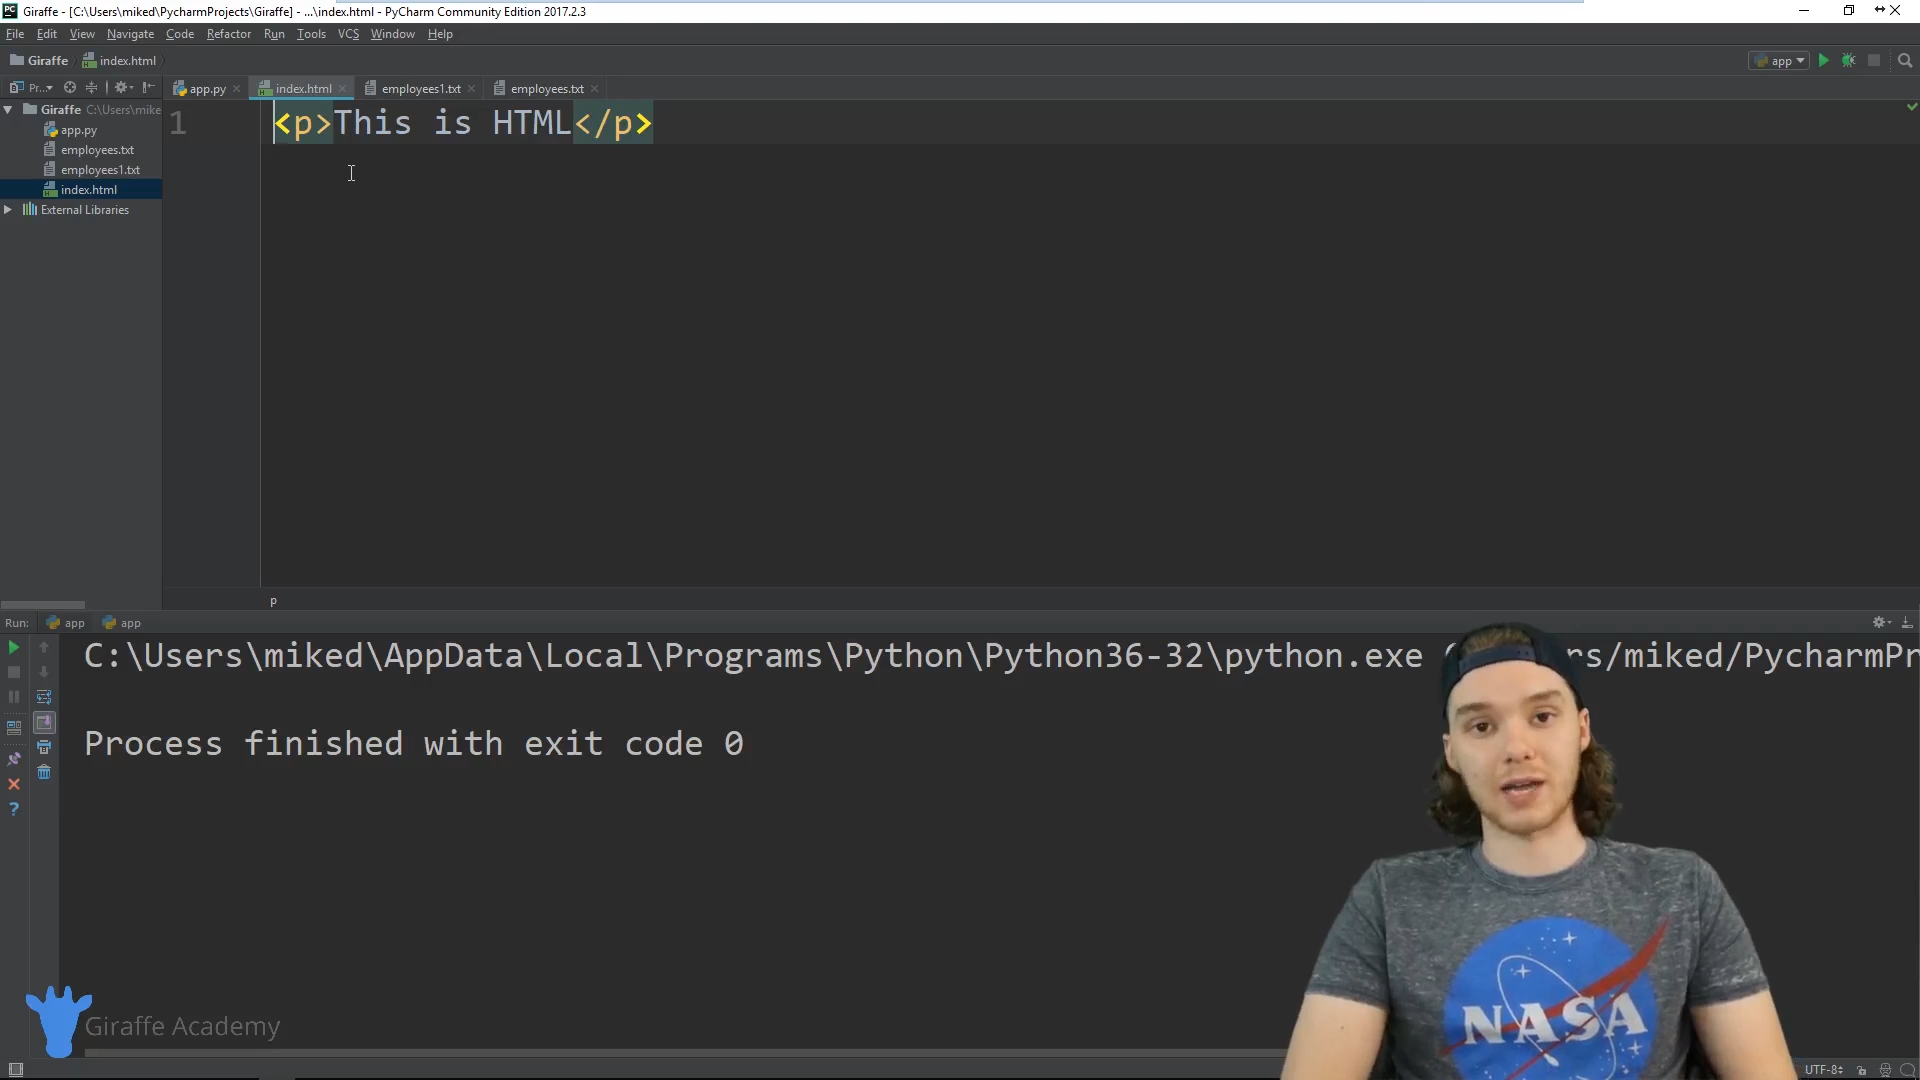 PC Giraffe - [C:\Users\miked\PycharmProjects\Giraffe] - ...\index.html - PyCharm Community Edition 2017.2.3
File Edit View Navigate Code Refactor Run Tools VCS Window Help
Giraffe index.html app
Pr... app.py index.html employees1.txt employees.txt
Giraffe C:\Users\mike
app.py
employees.txt
employees1.txt
index.html
External Libraries
1 <p>This is HTML</p>
p
Run: app app
C:\Users\miked\AppData\Local\Programs\Python\Python36-32\python.exe rs/miked/PycharmPr
Process finished with exit code 0
NASA
Giraffe Academy
UTF-8